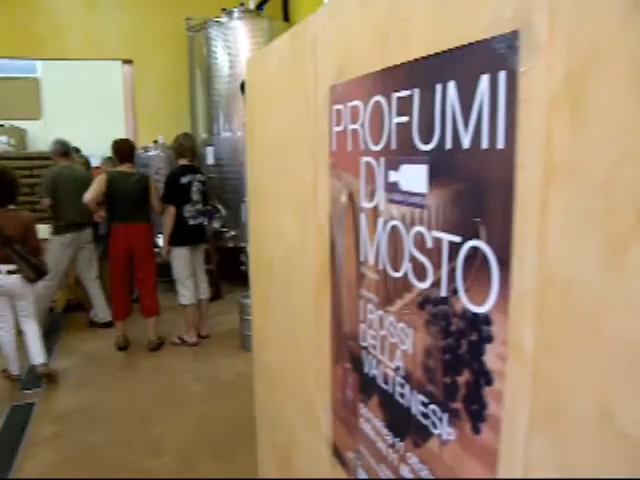 PROFUMI
DI
MOSTO
I ROSSI
DELLA
VALTENESI